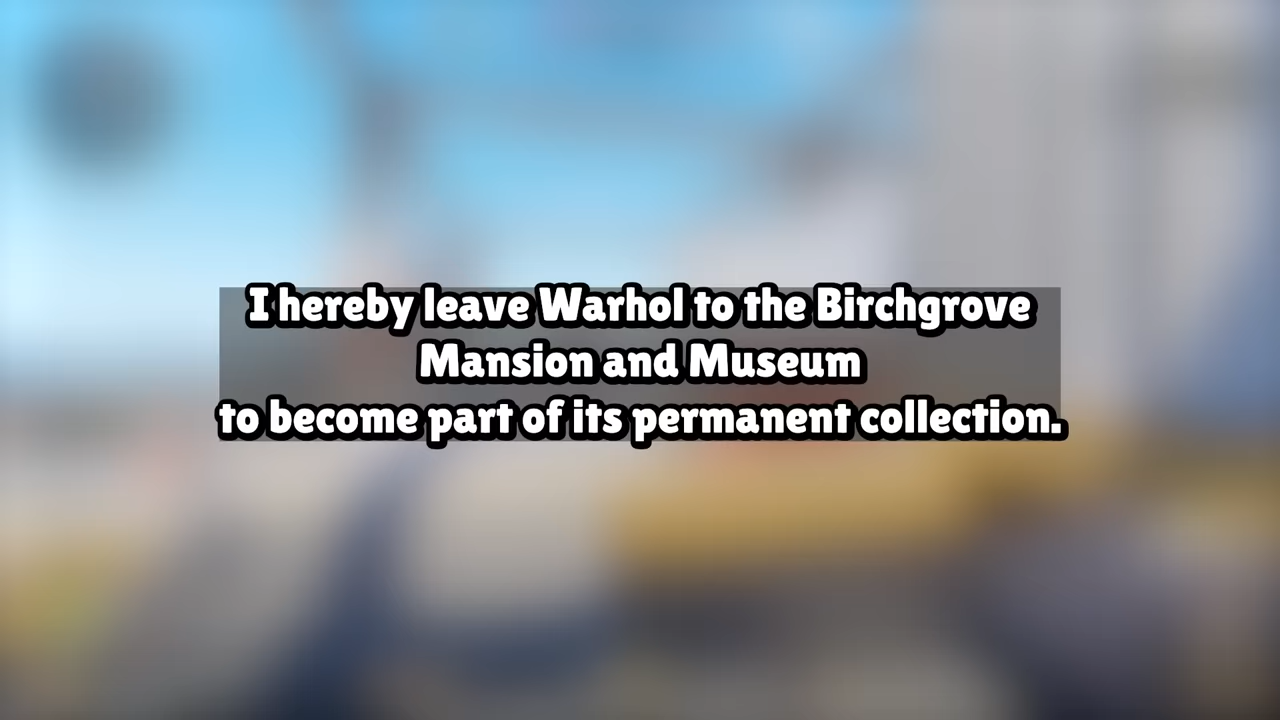 I hereby leave Warhol to the Birchgrove
Mansion and Museum
to become part of its permanent collection.